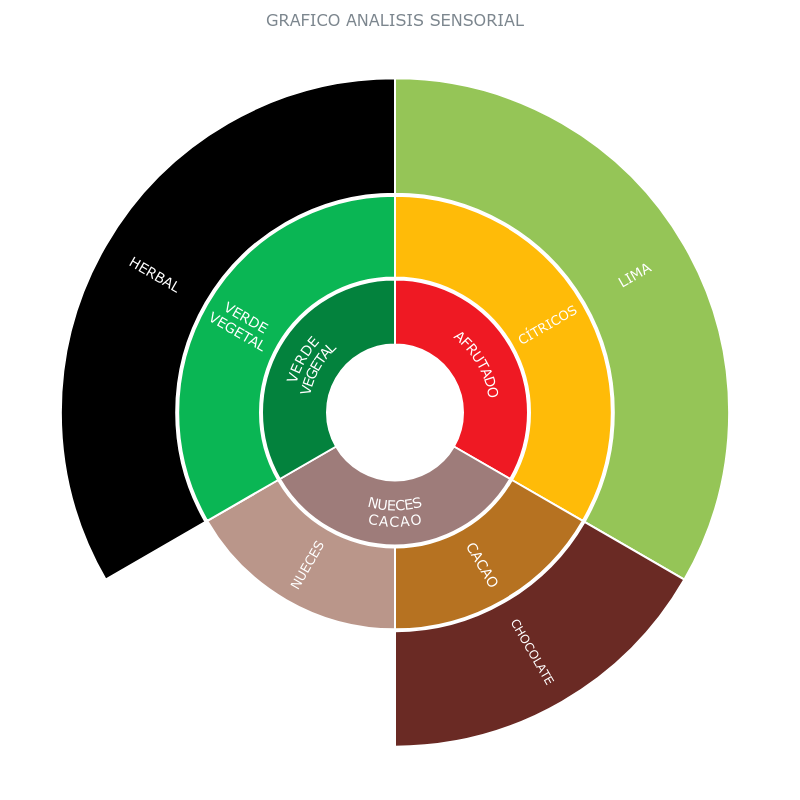 GRAFICO ANALISIS SENSORIAL
HERBAL
LIMA
VERDE
VEGETAL
CÍTRICOS
VERDE
VEGETAL
AFRUTADO
NUECES
CACAO
NUECES
CACAO
CHOCOLATE